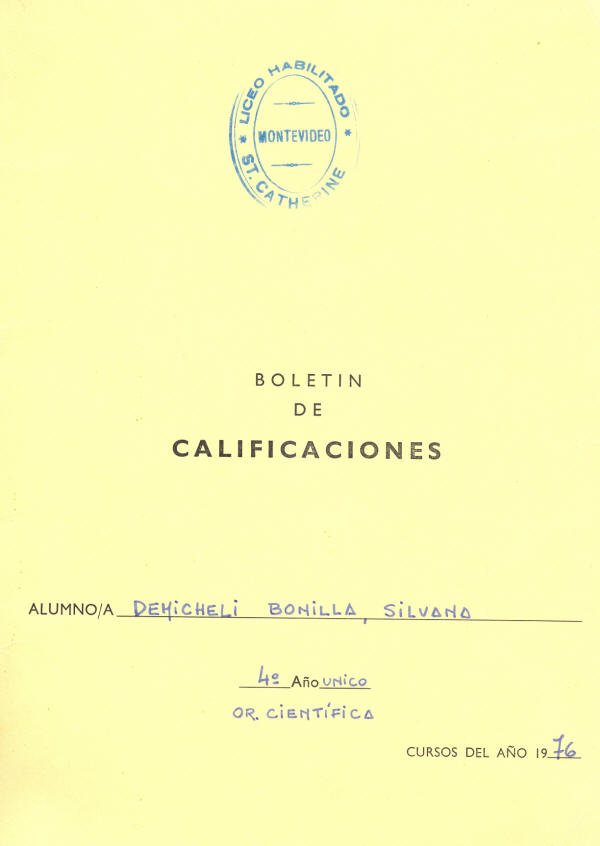 LICEO HABILITADO
MONTEVIDEO
ST. CATHERINE
BOLETIN
DE
CALIFICACIONES
ALUMNO/A DEMICHELI BONILLA, SILVANA
4º Año UNICO
OR. CIENTÍFICA
CURSOS DEL AÑO 1976